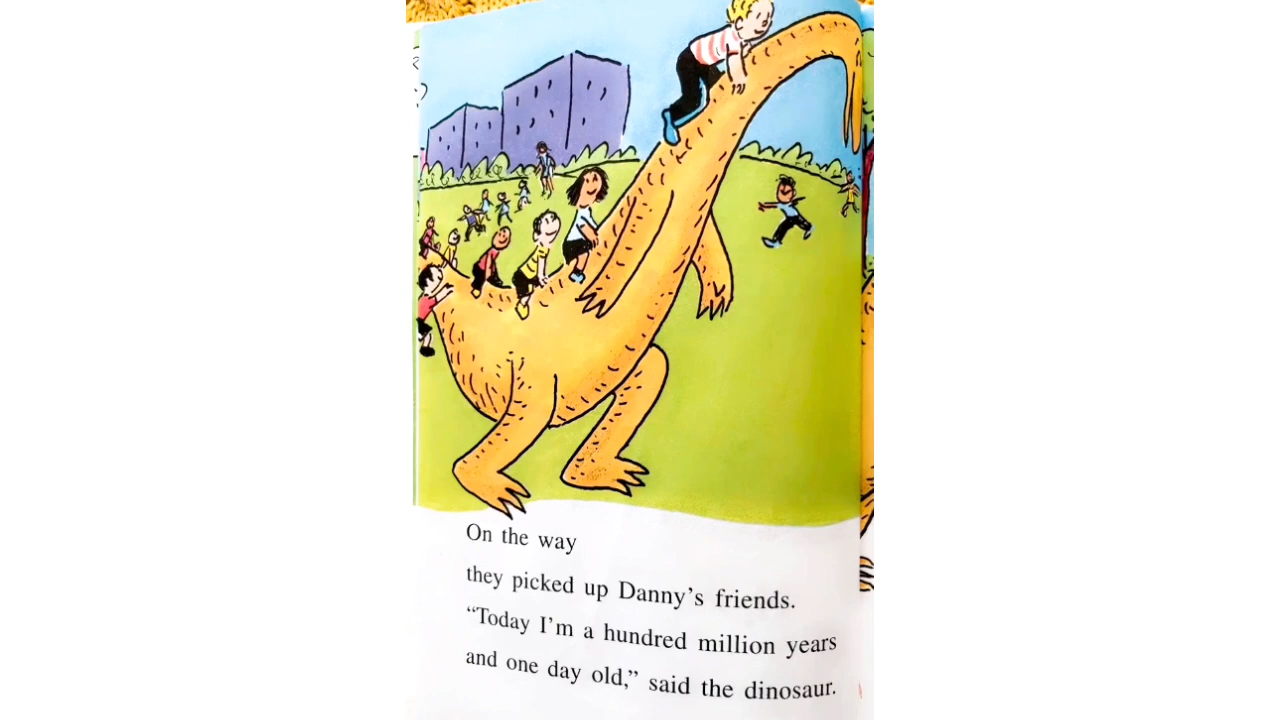 On the way
they picked up Danny’s friends.
“Today I’m a hundred million years
and one day old,” said the dinosaur.